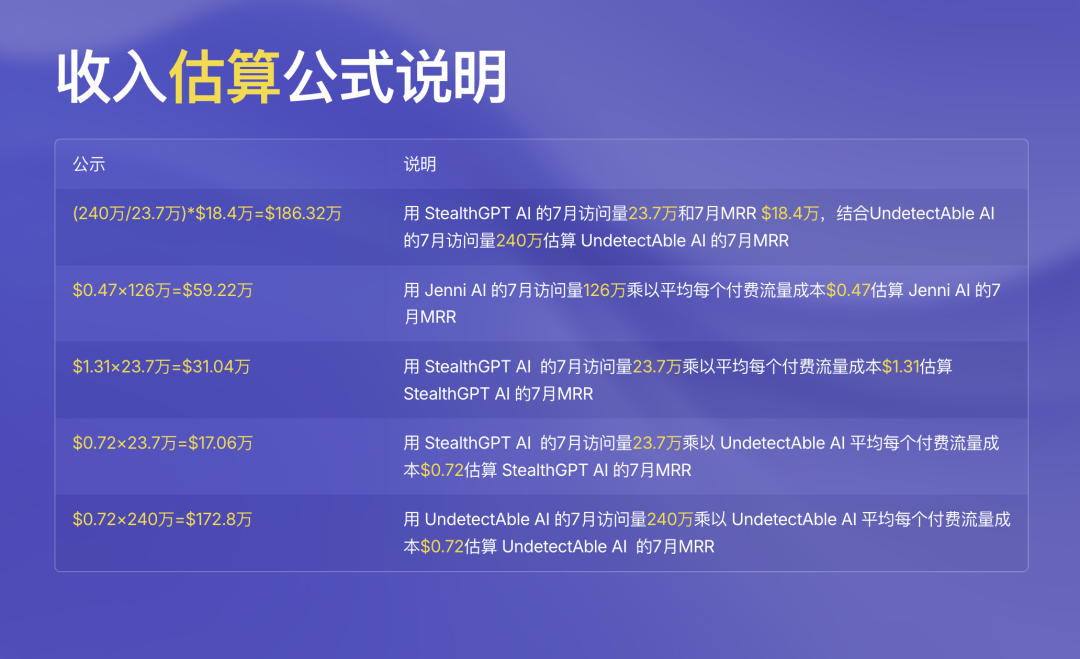 收入估算公式说明
公示
说明
(240万/23.7万)*$18.4万=$186.32万
用 StealthGPT AI 的7月访问量23.7万和7月MRR $18.4万，结合UndetectAble AI
的7月访问量240万估算 UndetectAble AI 的7月MRR
$0.47×126万=$59.22万
用 Jenni AI 的7月访问量126万乘以平均每个付费流量成本$0.47估算 Jenni AI 的7
月MRR
$1.31×23.7万=$31.04万
用 StealthGPT AI 的7月访问量23.7万乘以平均每个付费流量成本$1.31估算
StealthGPT AI 的7月MRR
$0.72×23.7万=$17.06万
用 StealthGPT AI 的7月访问量23.7万乘以 UndetectAble AI 平均每个付费流量成
本$0.72估算 StealthGPT AI 的7月MRR
$0.72×240万=$172.8万
用 UndetectAble AI 的7月访问量240万乘以 UndetectAble AI 平均每个付费流量成
本$0.72估算 UndetectAble AI 的7月MRR